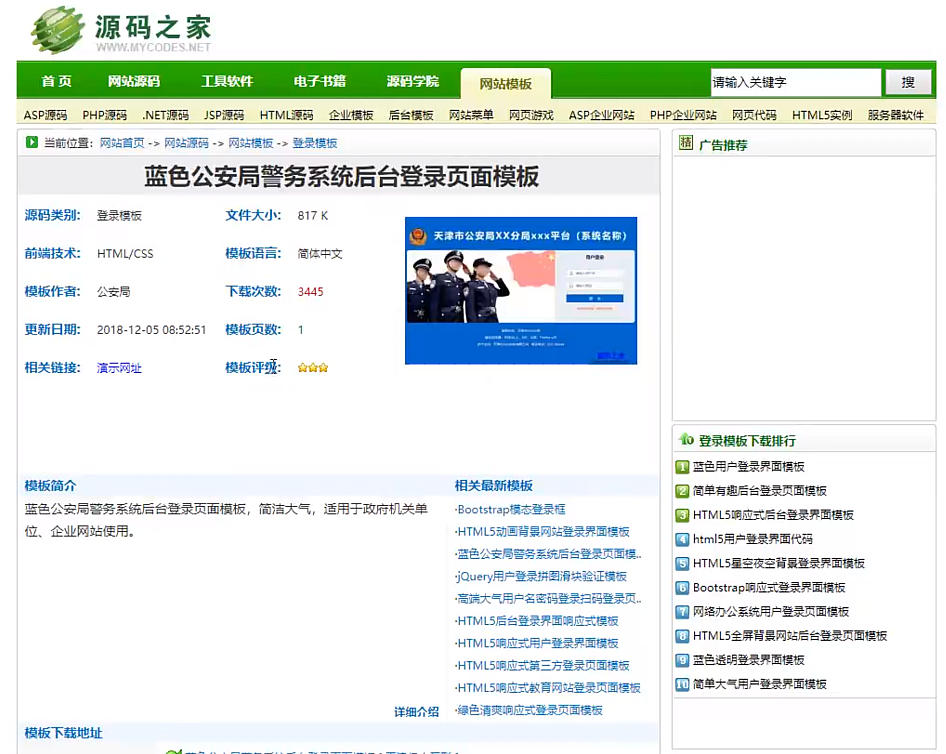 源码之家
WWW.MYCODES.NET
首 页 网站源码 工具软件 电子书籍 源码学院 网站模板 请输入关键字 搜
ASP源码 PHP源码 .NET源码 JSP源码 HTML源码 企业模板 后台模板 网站菜单 网页游戏 ASP企业网站 PHP企业网站 网页代码 HTML5实例 服务器软件
当前位置: 网站首页 -> 网站源码 -> 网站模板 -> 登录模板
蓝色公安局警务系统后台登录页面模板
源码类别: 登录模板 文件大小: 817 K
前端技术: HTML/CSS 模板语言: 简体中文
模板作者: 公安局 下载次数: 3445
更新日期: 2018-12-05 08:52:51 模板页数: 1
相关链接: 演示网址 模板评级:
天津市公安局XX分局xxx平台（系统名称）
用户登录
模板简介
蓝色公安局警务系统后台登录页面模板，简洁大气，适用于政府机关单
位、企业网站使用。
详细介绍
相关最新模板
·Bootstrap模态登录框
·HTML5动画背景网站登录界面模板
·蓝色公安局警务系统后台登录页面模..
·jQuery用户登录拼图滑块验证模板
·高端大气用户名密码登录扫码登录页..
·HTML5后台登录界面响应式模板
·HTML5响应式用户登录界面模板
·HTML5响应式第三方登录页面模板
·HTML5响应式教育网站登录页面模板
·绿色清爽响应式登录页面模板
模板下载地址
精 广告推荐
10 登录模板下载排行
1 蓝色用户登录界面模板
2 简单有趣后台登录页面模板
3 HTML5响应式后台登录界面模板
4 html5用户登录界面代码
5 HTML5星空夜空背景登录界面模板
6 Bootstrap响应式登录界面模板
7 网络办公系统用户登录页面模板
8 HTML5全屏背景网站后台登录页面模板
9 蓝色透明登录界面模板
10 简单大气用户登录界面模板